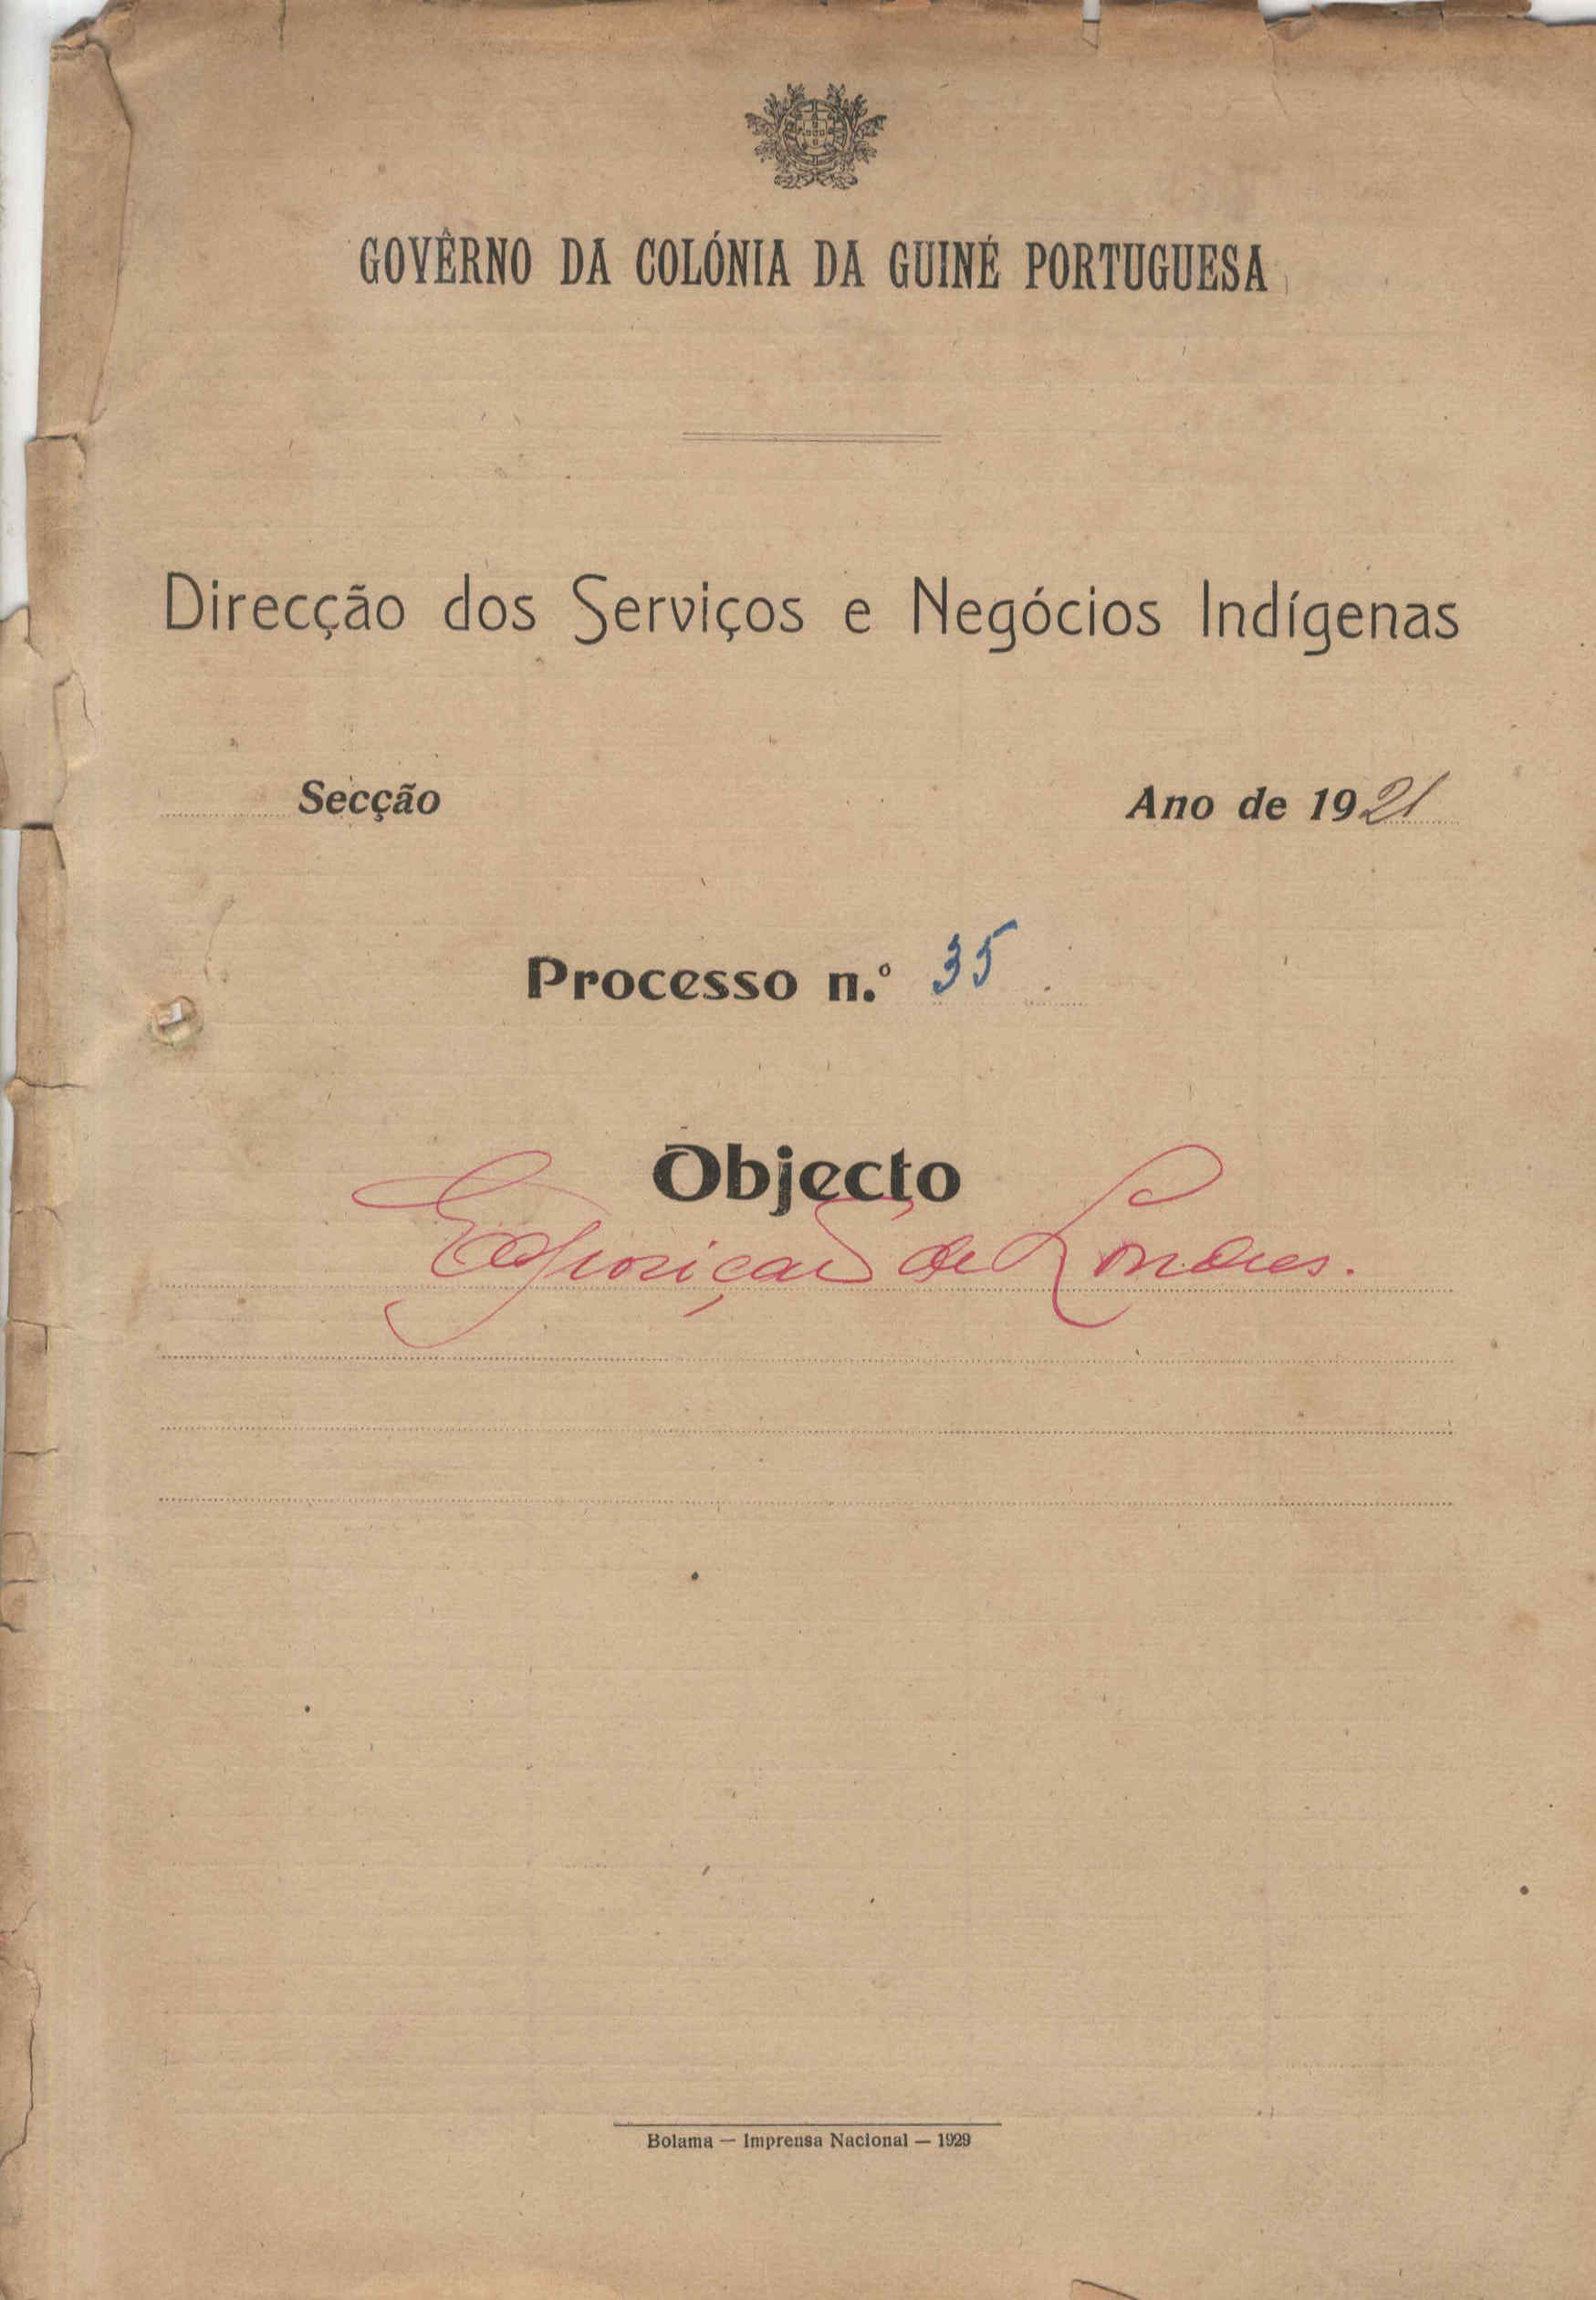 GOVÊRNO DA COLÓNIA DA GUINÉ PORTUGUESA
Direcção dos Serviços e Negócios Indígenas
Secção
Ano de 1921
Processo n.º 35
Objecto
Exposição de Londres.
Bolama — Imprensa Nacional — 1929